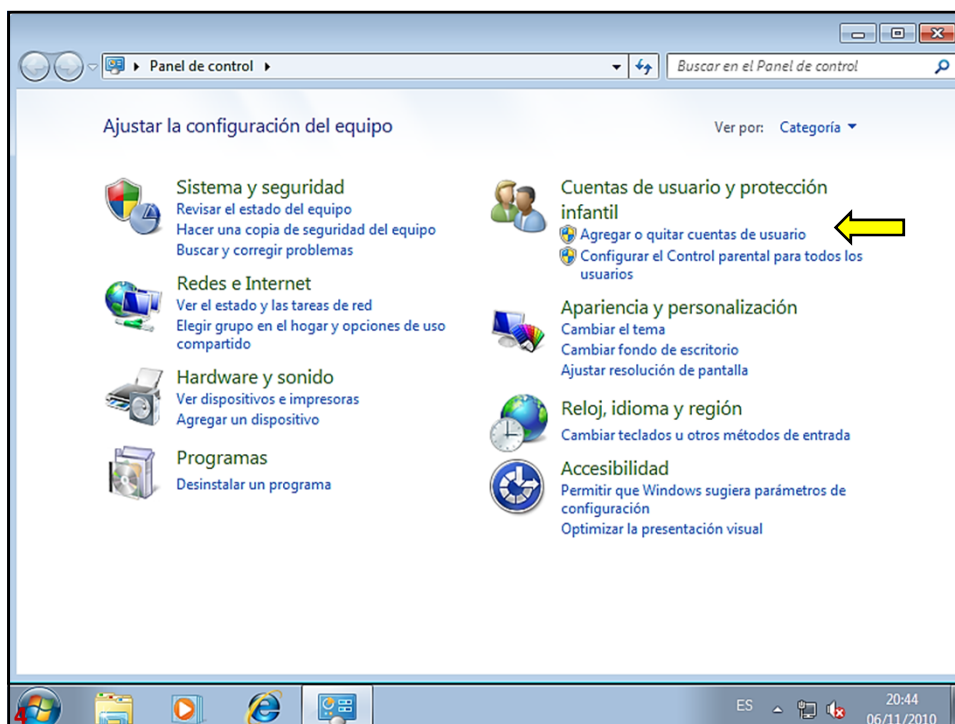 Panel de control
Buscar en el Panel de control
Ajustar la configuración del equipo
Ver por: Categoría
Sistema y seguridad
Revisar el estado del equipo
Hacer una copia de seguridad del equipo
Buscar y corregir problemas
Redes e Internet
Ver el estado y las tareas de red
Elegir grupo en el hogar y opciones de uso
compartido
Hardware y sonido
Ver dispositivos e impresoras
Agregar un dispositivo
Programas
Desinstalar un programa
Cuentas de usuario y protección
infantil
Agregar o quitar cuentas de usuario
Configurar el Control parental para todos los
usuarios
Apariencia y personalización
Cambiar el tema
Cambiar fondo de escritorio
Ajustar resolución de pantalla
Reloj, idioma y región
Cambiar teclados u otros métodos de entrada
Accesibilidad
Permitir que Windows sugiera parámetros de
configuración
Optimizar la presentación visual
4
ES
20:44
06/11/2010